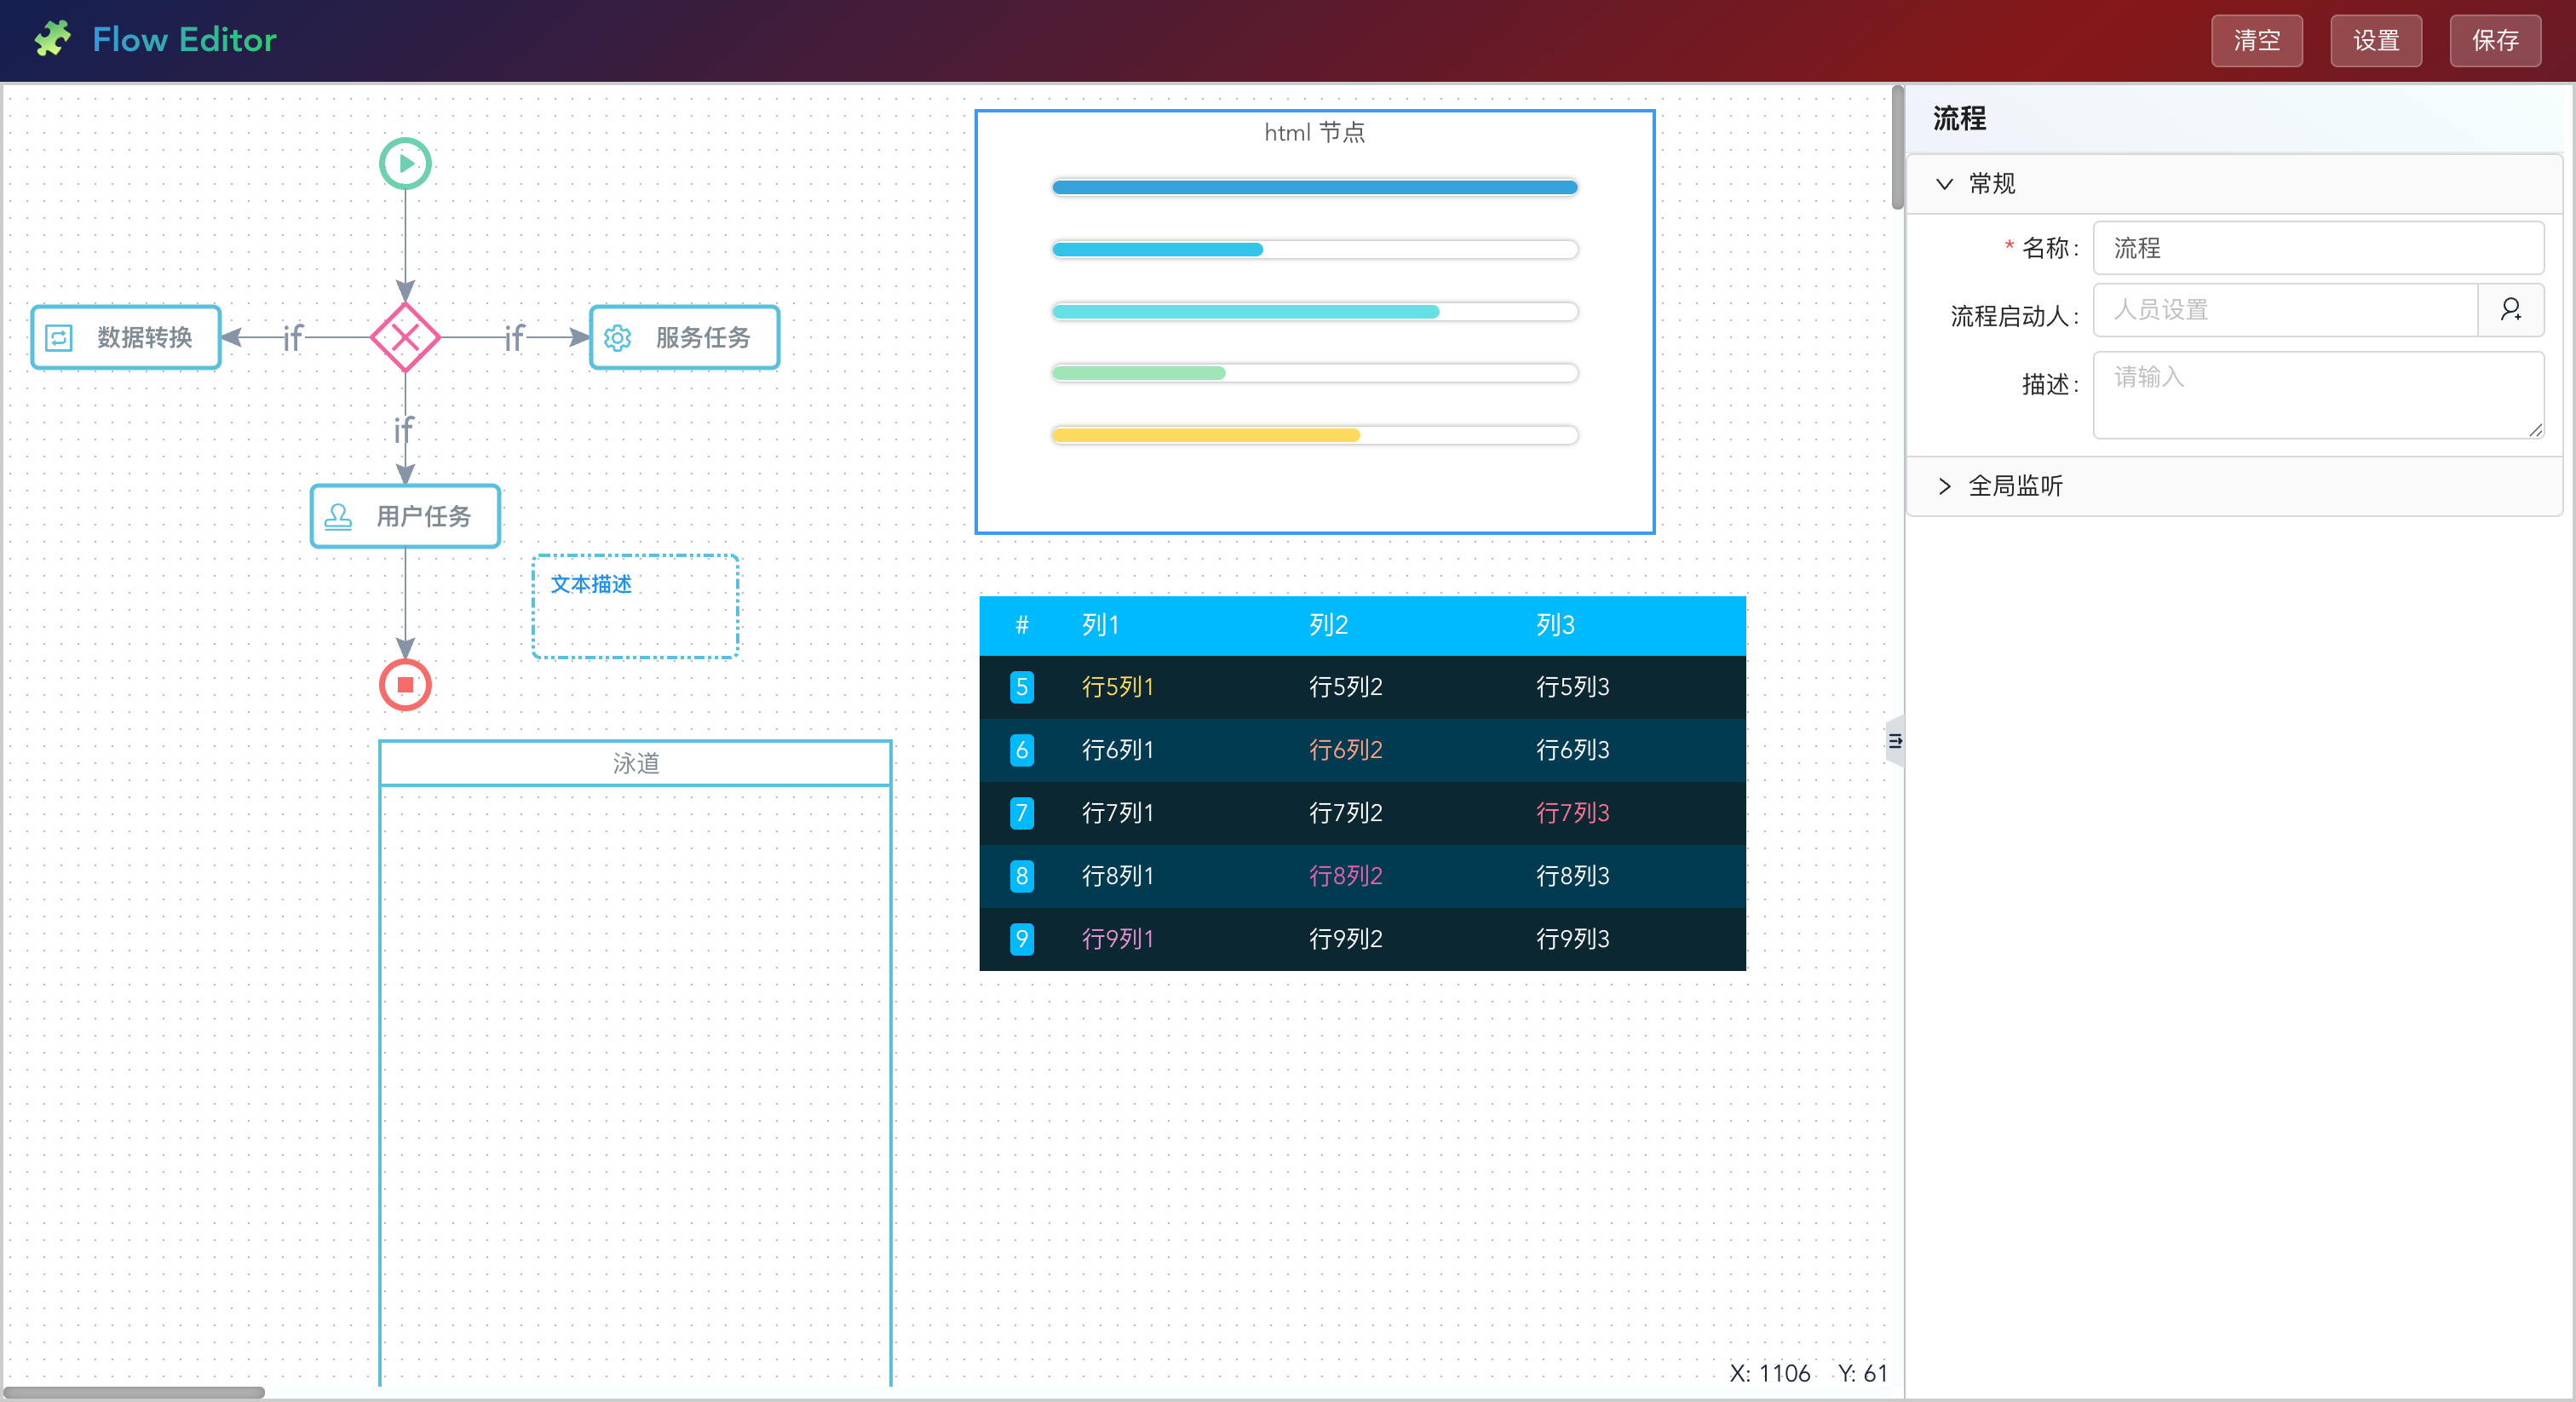 Flow Editor
清空
设置
保存
数据转换
if
if
服务任务
if
用户任务
文本描述
泳道
html 节点
# 列1 列2 列3
5 行5列1 行5列2 行5列3
6 行6列1 行6列2 行6列3
7 行7列1 行7列2 行7列3
8 行8列1 行8列2 行8列3
9 行9列1 行9列2 行9列3
X: 1106 Y: 61
流程
常规
* 名称: 流程
流程启动人: 人员设置
描述: 请输入
全局监听